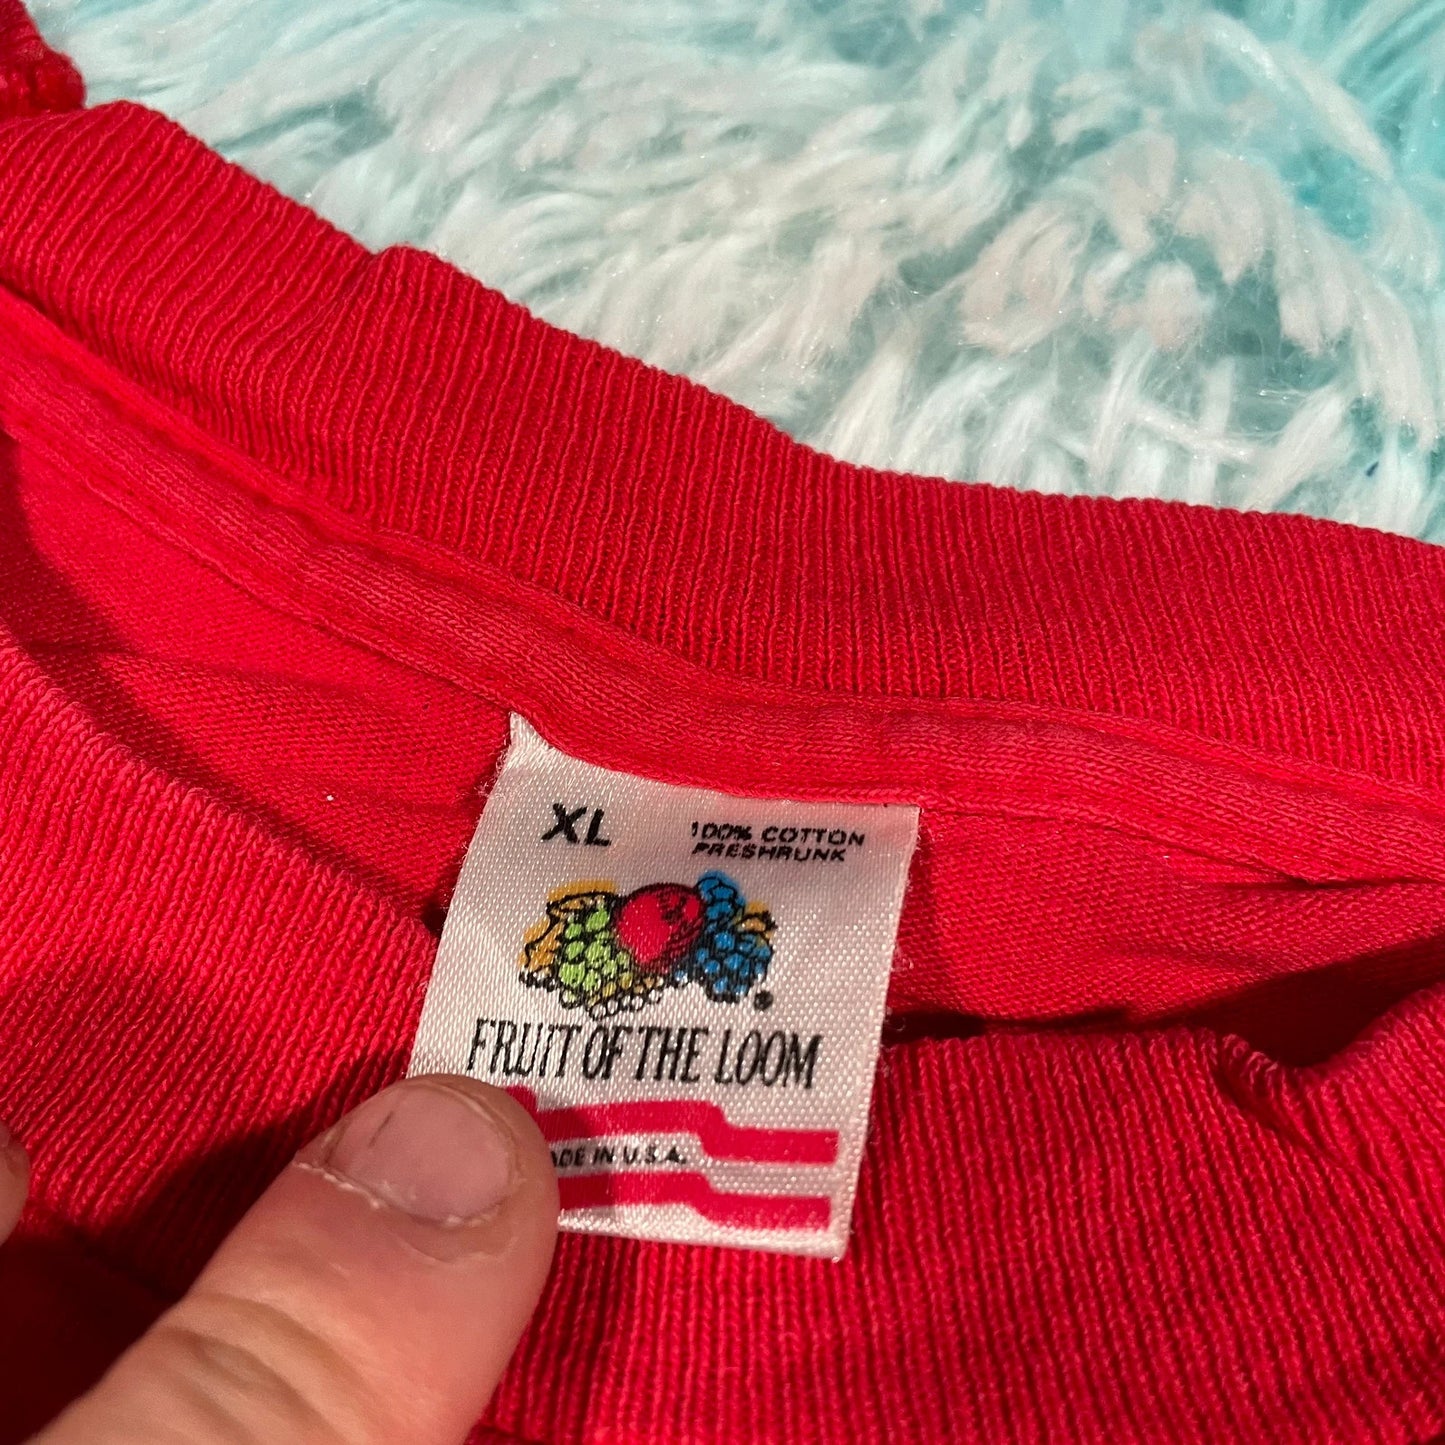 XL
100% COTTON
PRESHRUNK
®
FRUIT OF THE LOOM
ADE IN U.S.A.